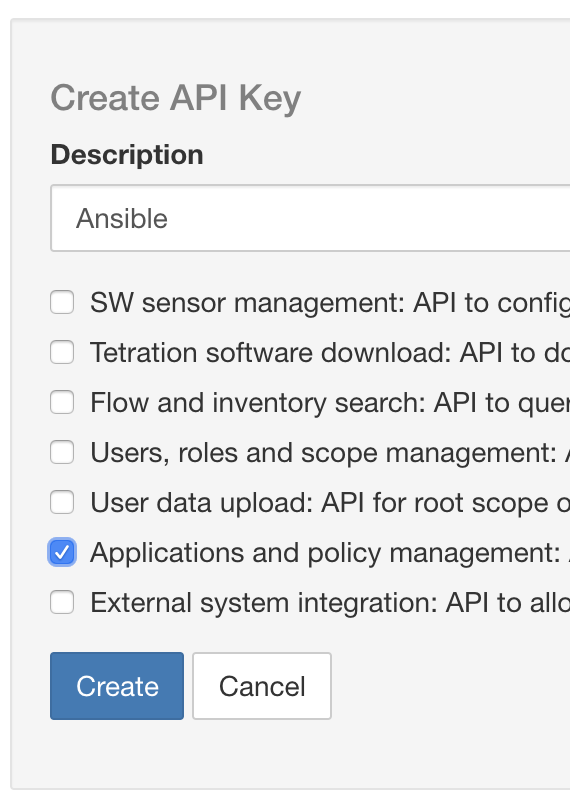 Create API Key
Description
Ansible
SW sensor management: API to config
Tetration software download: API to do
Flow and inventory search: API to quer
Users, roles and scope management:
User data upload: API for root scope o
Applications and policy management:
External system integration: API to allo
Create
Cancel